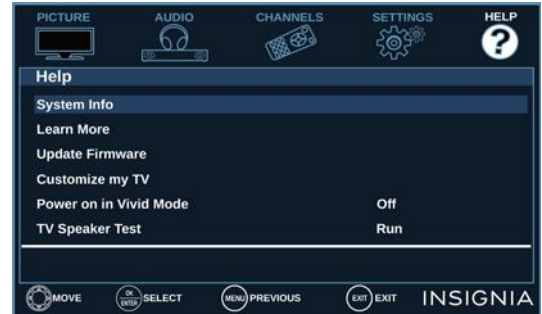 PICTURE AUDIO CHANNELS SETTINGS HELP
?
Help
System Info
Learn More
Update Firmware
Customize my TV
Power on in Vivid Mode Off
TV Speaker Test Run
MOVE OK ENTER SELECT MENU PREVIOUS EXIT EXIT INSIGNIA